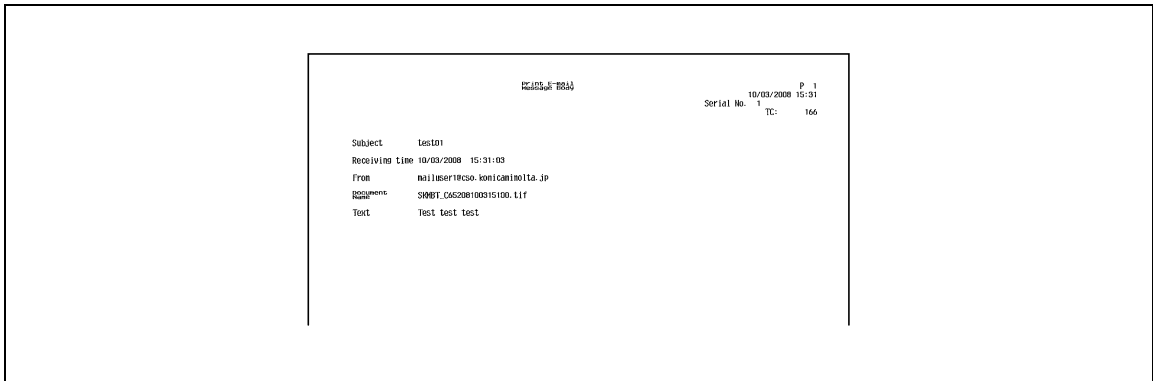 Print E-mail
Message Body
P 1
10/03/2008 15:31
Serial No. 1
TC: 166
Subject test01
Receiving time 10/03/2008 15:31:03
From mailuser1@cso.konicaminolta.jp
Document
Name SKMBT_C65208100315100.tif
Text Test test test